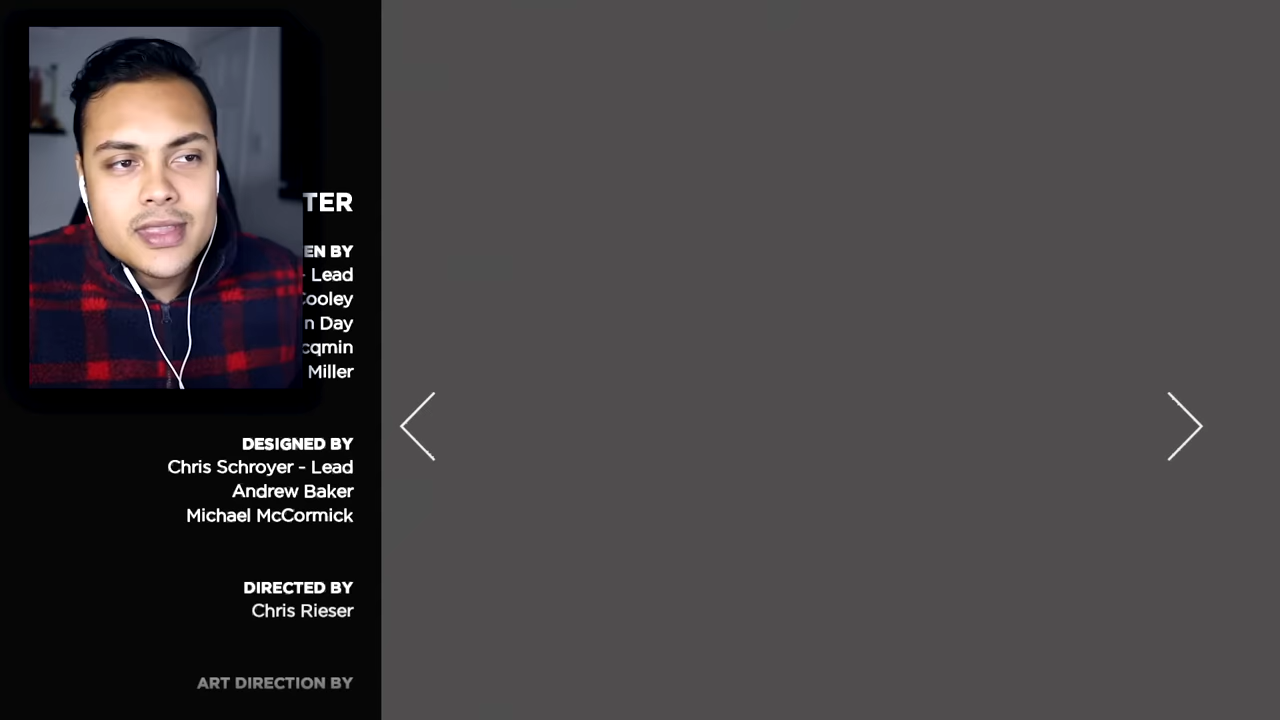 TER
EN BY
- Lead
Cooley
n Day
cqmin
Miller
DESIGNED BY
Chris Schroyer - Lead
Andrew Baker
Michael McCormick
DIRECTED BY
Chris Rieser
ART DIRECTION BY